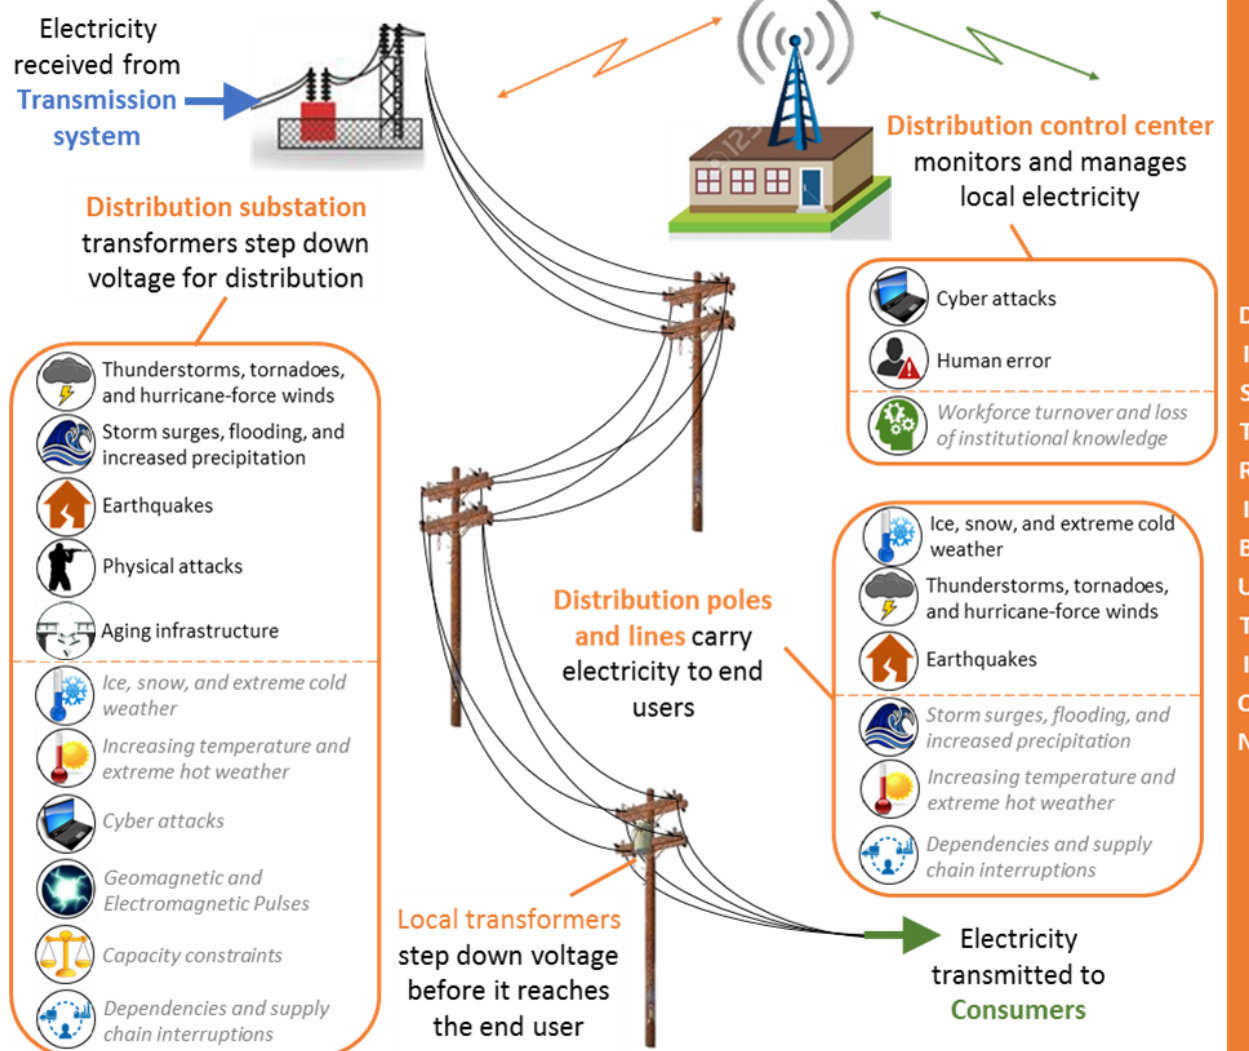 Electricity
received from
Transmission
system
Distribution substation
transformers step down
voltage for distribution
Thunderstorms, tornadoes,
and hurricane-force winds
Storm surges, flooding, and
increased precipitation
Earthquakes
Physical attacks
Aging infrastructure
Ice, snow, and extreme cold
weather
Increasing temperature and
extreme hot weather
Cyber attacks
Geomagnetic and
Electromagnetic Pulses
Capacity constraints
Dependencies and supply
chain interruptions
Distribution control center
monitors and manages
local electricity
Cyber attacks
Human error
Workforce turnover and loss
of institutional knowledge
Distribution poles
and lines carry
electricity to end
users
Ice, snow, and extreme cold
weather
Thunderstorms, tornadoes,
and hurricane-force winds
Earthquakes
Storm surges, flooding, and
increased precipitation
Increasing temperature and
extreme hot weather
Dependencies and supply
chain interruptions
Local transformers
step down voltage
before it reaches
the end user
Electricity
transmitted to
Consumers
DISTRIBUTION